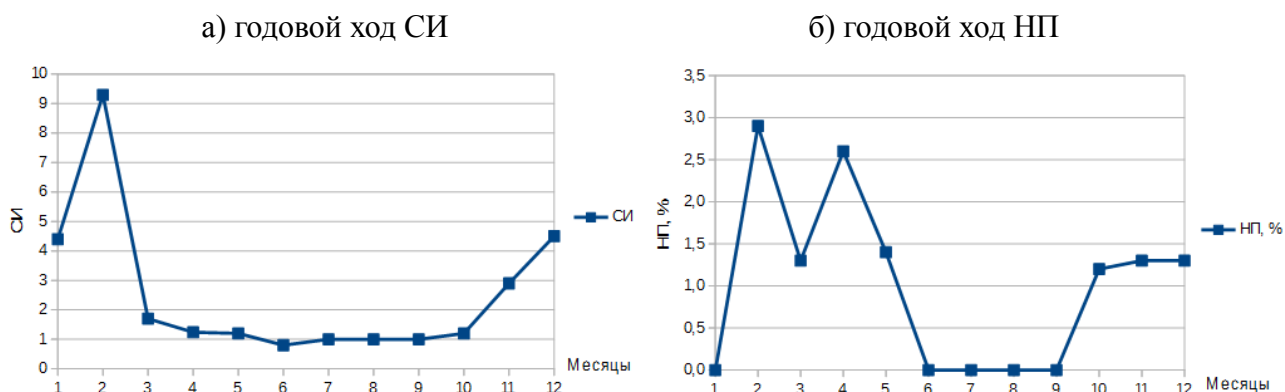 а) годовой ход СИ
10
9
8
7
6
5
4
3
2
1
0
СИ
1 2 3 4 5 6 7 8 9 10 11 12
Месяцы
СИ
б) годовой ход НП
3,5
3,0
2,5
2,0
1,5
1,0
0,5
0,0
НП, %
1 2 3 4 5 6 7 8 9 10 11 12
Месяцы
НП, %